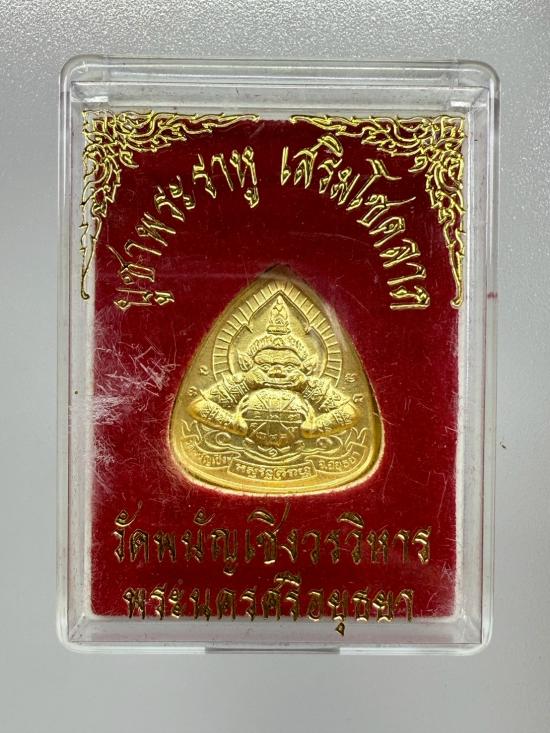 บูชาพระราหู เสริมโชคลาภ
วัดพนัญเชิงวรวิหาร
พระนครศรีอยุธยา